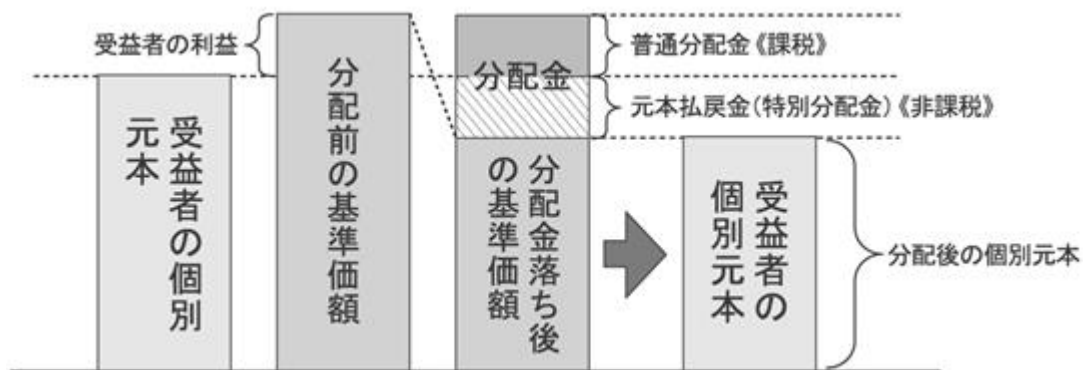 受益者の利益
受益者の個別
元本
分配前の基準価額
分配金
分配金落ち後
の基準価額
普通分配金《課税》
元本払戻金(特別分配金)《非課税》
受益者の
個別元本
分配後の個別元本